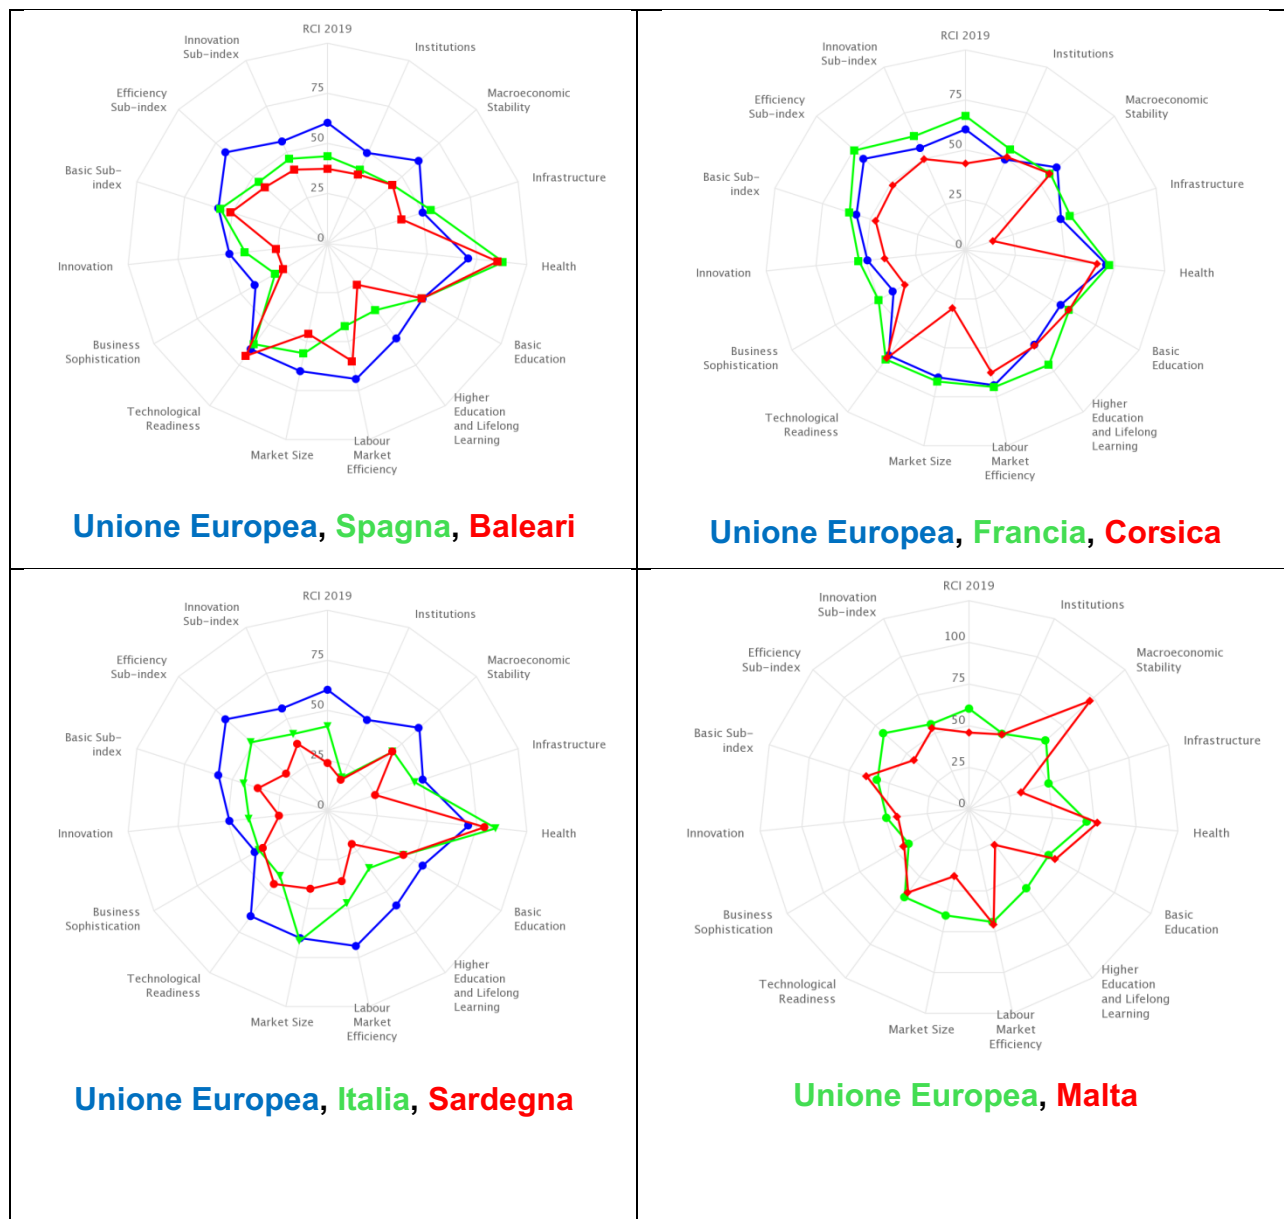 RCI 2019
Institutions
Macroeconomic
Stability
Infrastructure
Health
Basic
Education
Higher
Education
and Lifelong
Learning
Labour
Market
Efficiency
Market Size
Technological
Readiness
Business
Sophistication
Innovation
Basic Sub-
index
Efficiency
Sub-index
Innovation
Sub-index
75
50
25
0
Unione Europea, Spagna, Baleari
RCI 2019
Institutions
Macroeconomic
Stability
Infrastructure
Health
Basic
Education
Higher
Education
and Lifelong
Learning
Labour
Market
Efficiency
Market Size
Technological
Readiness
Business
Sophistication
Innovation
Basic Sub-
index
Efficiency
Sub-index
Innovation
Sub-index
75
50
25
0
Unione Europea, Francia, Corsica
RCI 2019
Institutions
Macroeconomic
Stability
Infrastructure
Health
Basic
Education
Higher
Education
and Lifelong
Learning
Labour
Market
Efficiency
Market Size
Technological
Readiness
Business
Sophistication
Innovation
Basic Sub-
index
Efficiency
Sub-index
Innovation
Sub-index
75
50
25
0
Unione Europea, Italia, Sardegna
RCI 2019
Institutions
Macroeconomic
Stability
Infrastructure
Health
Basic
Education
Higher
Education
and Lifelong
Learning
Labour
Market
Efficiency
Market Size
Technological
Readiness
Business
Sophistication
Innovation
Basic Sub-
index
Efficiency
Sub-index
Innovation
Sub-index
100
75
50
25
0
Unione Europea, Malta